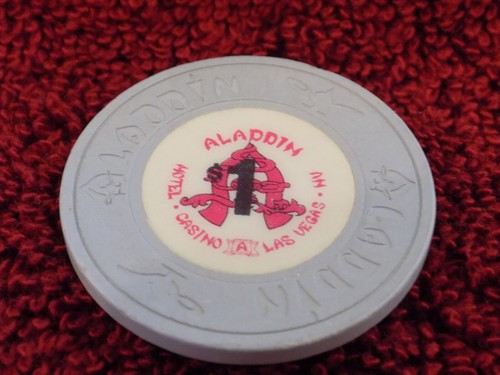 ALADDIN
$1
HOTEL • CASINO A LAS VEGAS • NV
ALADDIN
ALADDIN